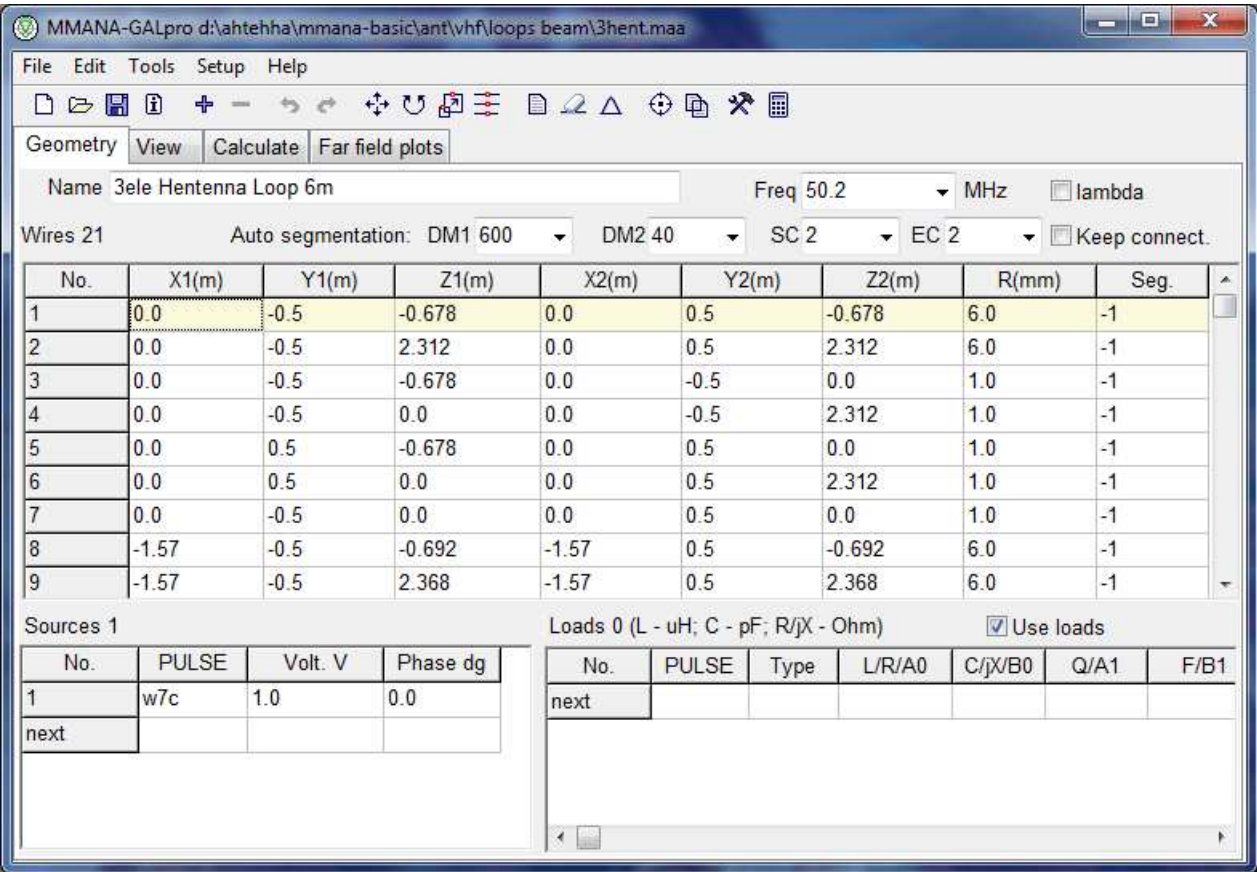 MMANA-GALpro d:\ahtehha\mmana-basic\ant\vhf\loops beam\3hent.maa
File Edit Tools Setup Help
Geometry View Calculate Far field plots
Name 3ele Hentenna Loop 6m Freq 50.2 MHz lambda
Wires 21 Auto segmentation: DM1 600 DM2 40 SC 2 EC 2 Keep connect.
No. X1(m) Y1(m) Z1(m) X2(m) Y2(m) Z2(m) R(mm) Seg.
1 0.0 -0.5 -0.678 0.0 0.5 -0.678 6.0 -1
2 0.0 -0.5 2.312 0.0 0.5 2.312 6.0 -1
3 0.0 -0.5 -0.678 0.0 -0.5 0.0 1.0 -1
4 0.0 -0.5 0.0 0.0 -0.5 2.312 1.0 -1
5 0.0 0.5 -0.678 0.0 0.5 0.0 1.0 -1
6 0.0 0.5 0.0 0.0 0.5 2.312 1.0 -1
7 0.0 -0.5 0.0 0.0 0.5 0.0 1.0 -1
8 -1.57 -0.5 -0.692 -1.57 0.5 -0.692 6.0 -1
9 -1.57 -0.5 2.368 -1.57 0.5 2.368 6.0 -1
Sources 1 Loads 0 (L - uH; C - pF; R/jX - Ohm) Use loads
No. PULSE Volt. V Phase dg No. PULSE Type L/R/A0 C/jX/B0 Q/A1 F/B1
1 w7c 1.0 0.0 next
next